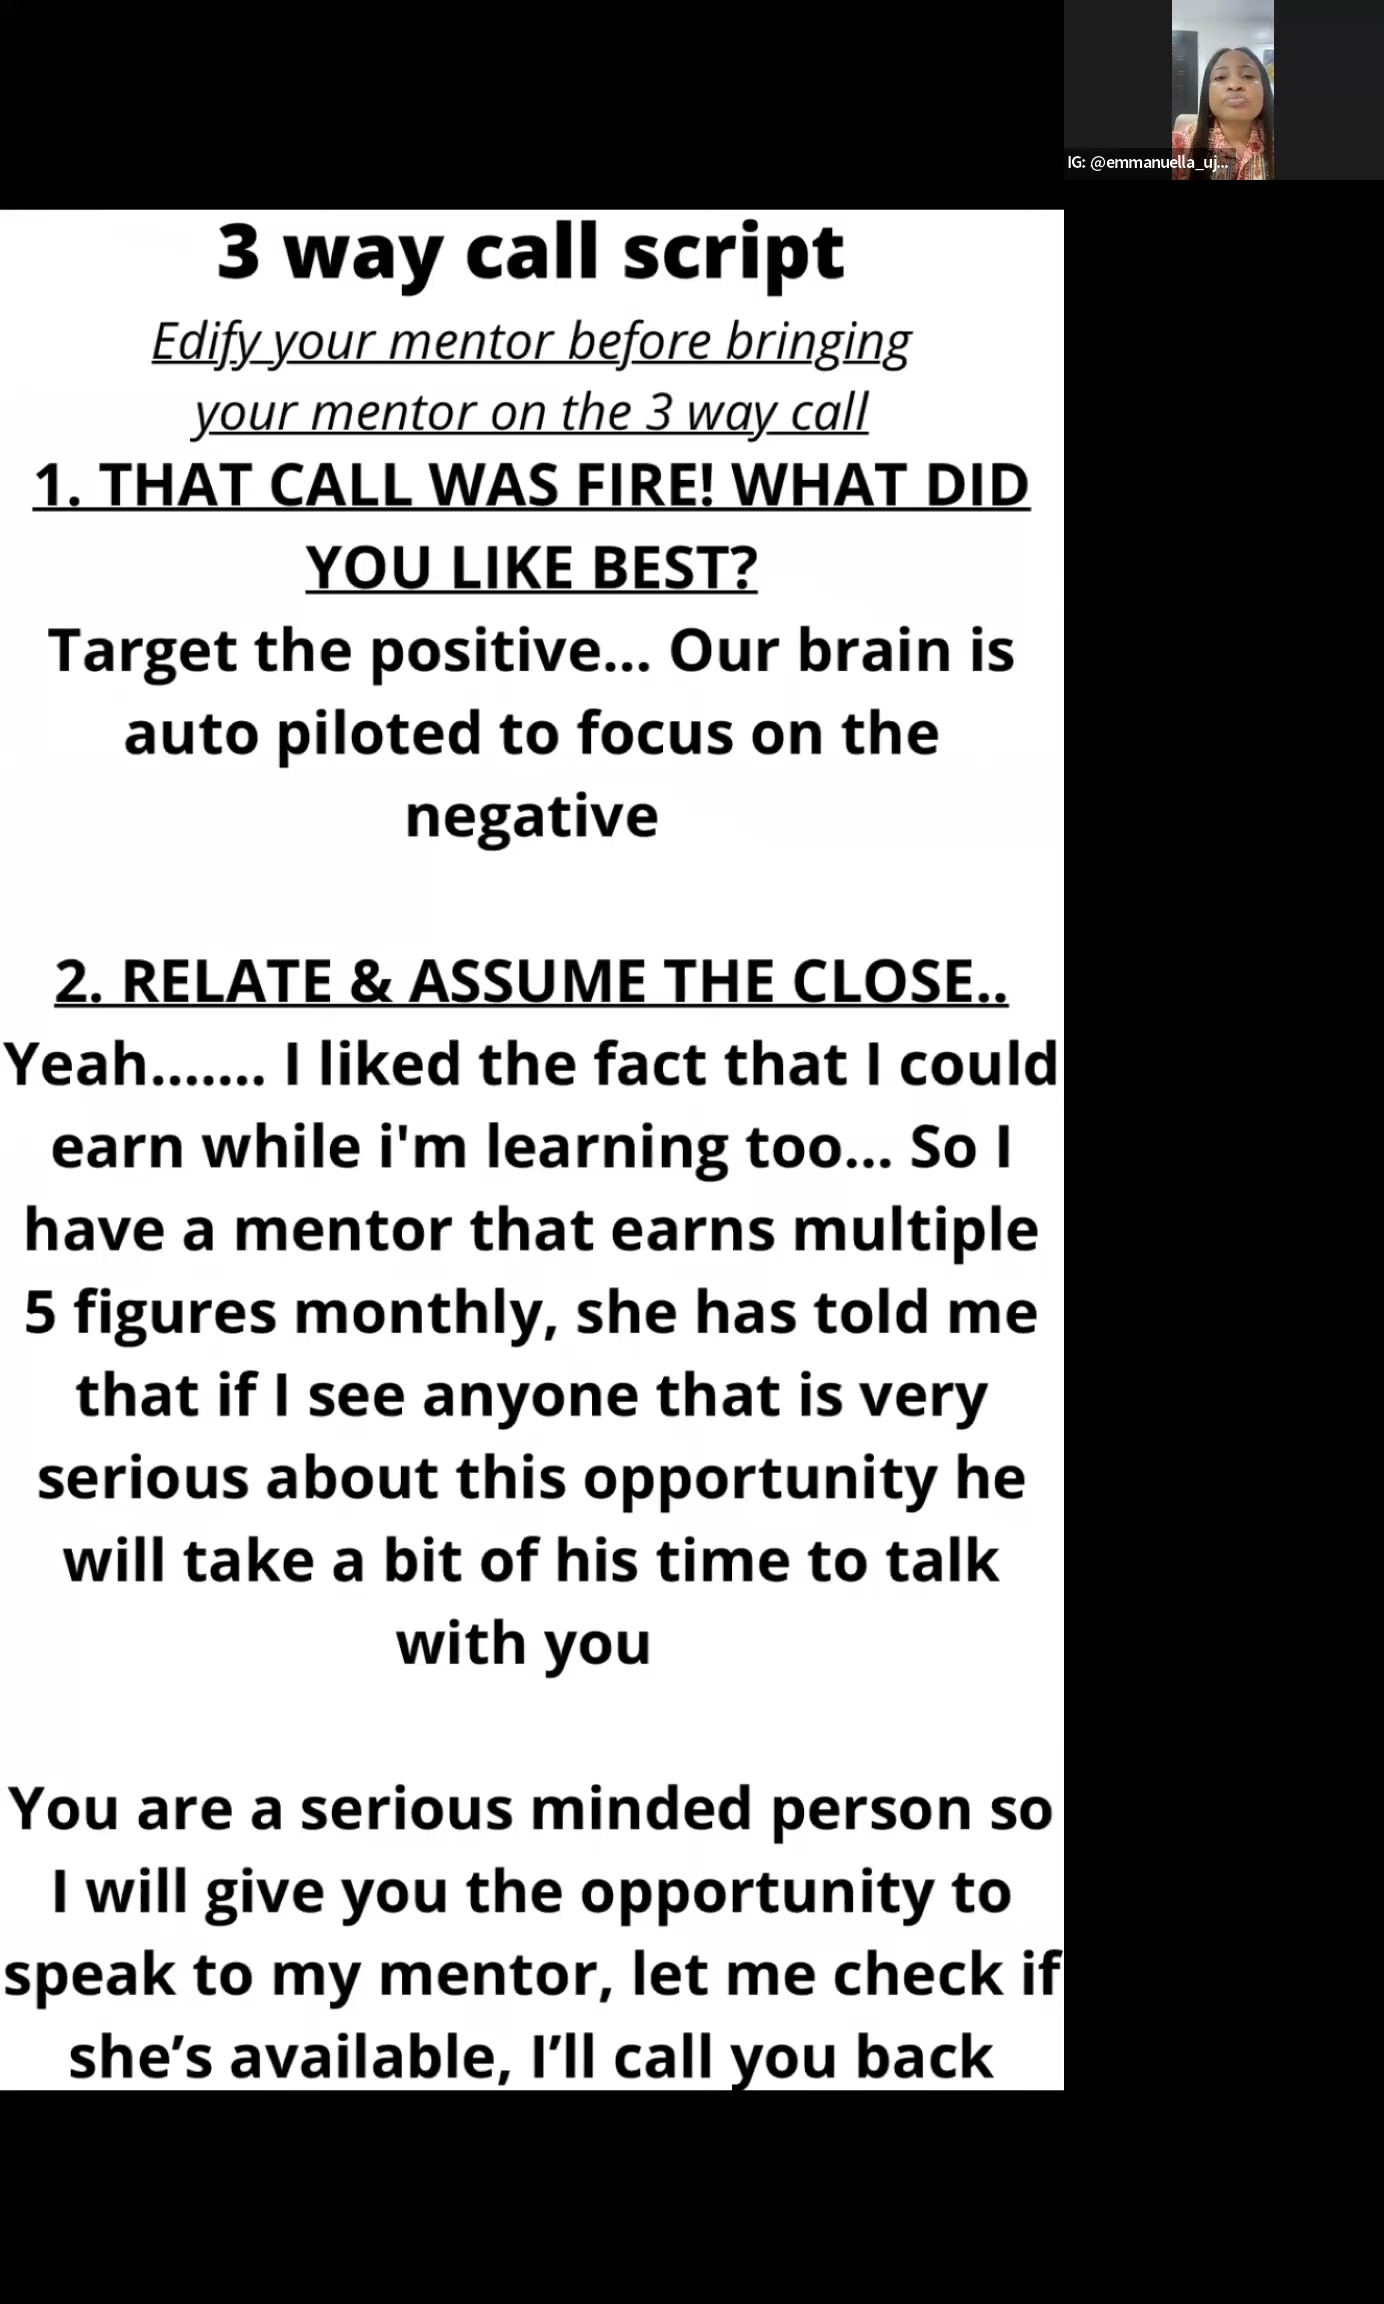 IG: @emmanuella_uj...
3 way call script
Edify your mentor before bringing
your mentor on the 3 way call
1. THAT CALL WAS FIRE! WHAT DID
YOU LIKE BEST?
Target the positive... Our brain is
auto piloted to focus on the
negative
2. RELATE & ASSUME THE CLOSE..
Yeah....... I liked the fact that I could
earn while i'm learning too... So I
have a mentor that earns multiple
5 figures monthly, she has told me
that if I see anyone that is very
serious about this opportunity he
will take a bit of his time to talk
with you
You are a serious minded person so
I will give you the opportunity to
speak to my mentor, let me check if
she’s available, I’ll call you back